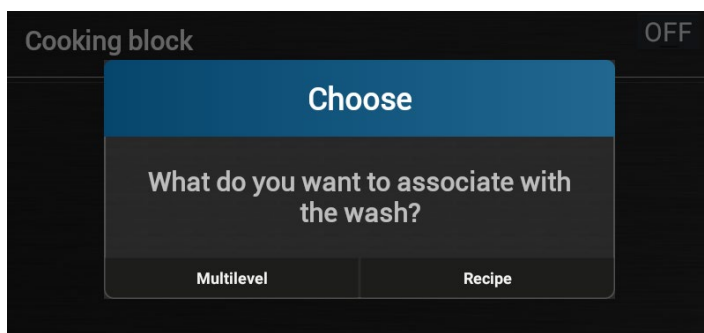 Cooking block
OFF
Choose
What do you want to associate with
the wash?
Multilevel
Recipe